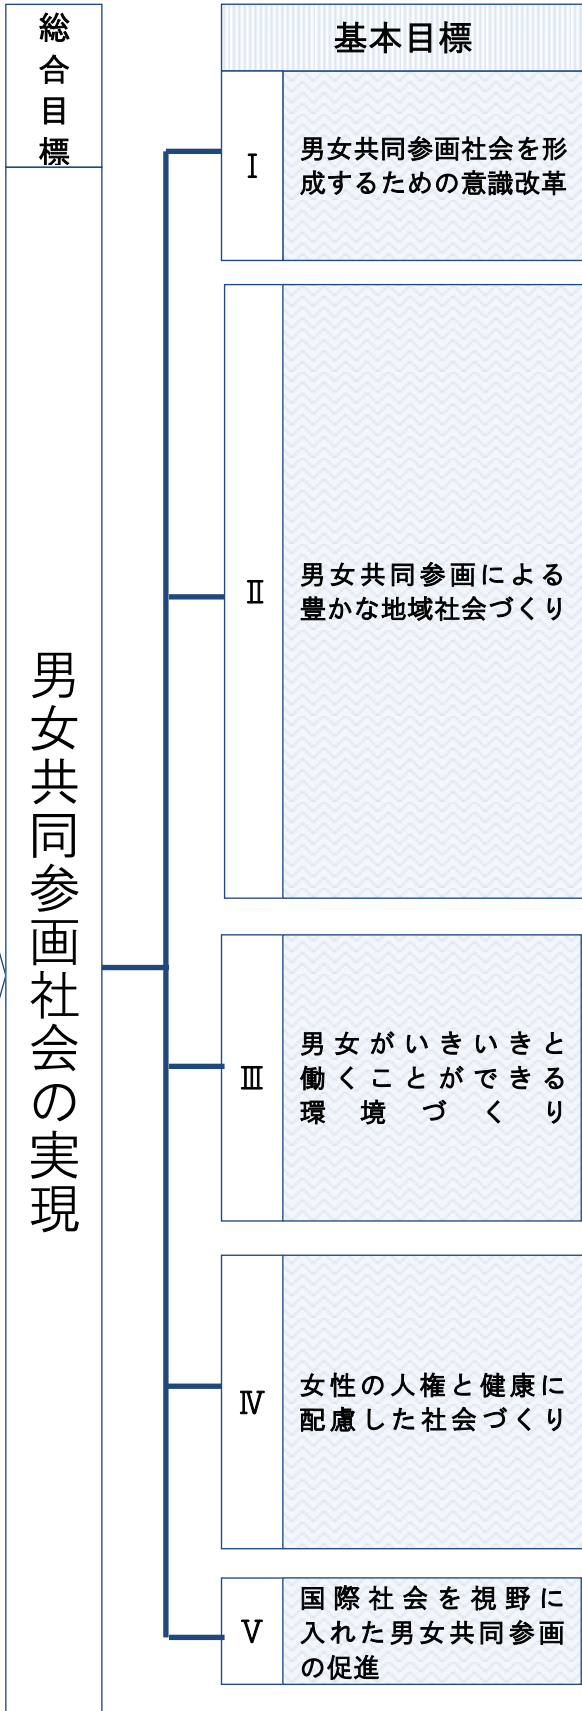 総合目標
男女共同参画社会の実現
基本目標
Ⅰ
男女共同参画社会を形
成するための意識改革
Ⅱ
男女共同参画による
豊かな地域社会づくり
Ⅲ
男女がいきいきと
働くことができる
環境づくり
Ⅳ
女性の人権と健康に
配慮した社会づくり
Ⅴ
国際社会を視野に
入れた男女共同参画
の促進